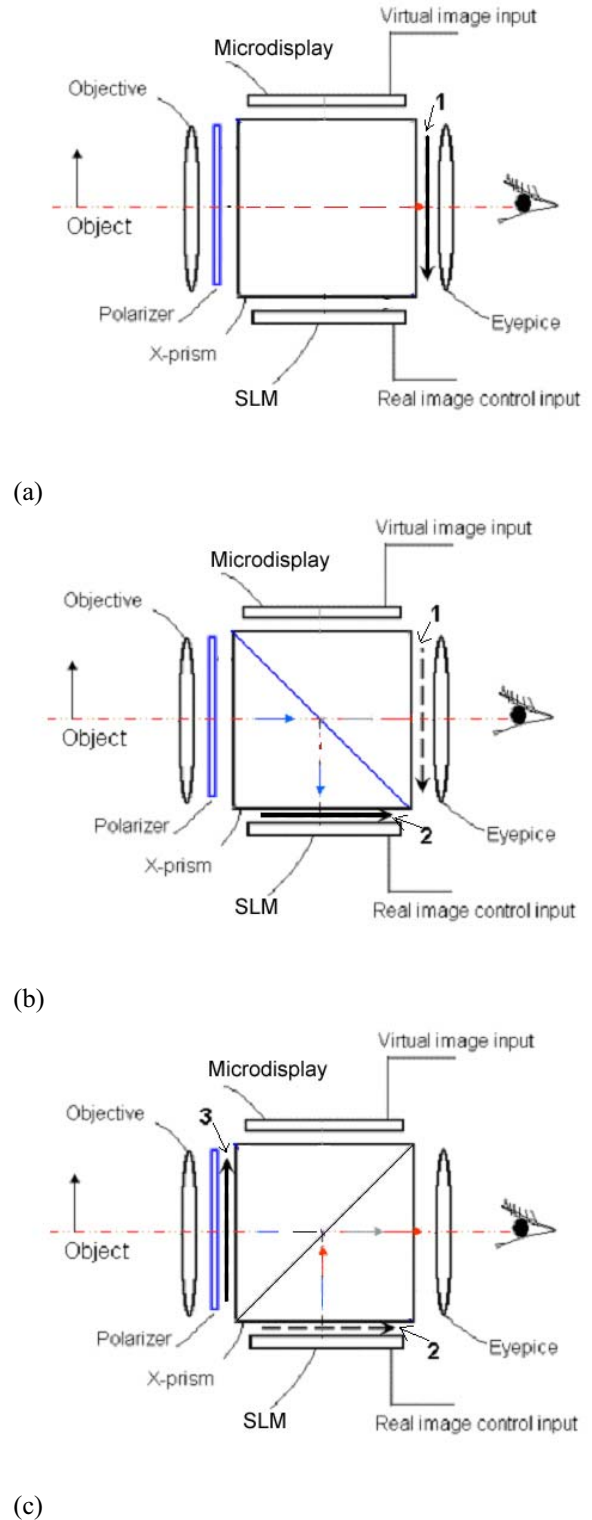 Virtual image input
Microdisplay
Objective
1
Object
Polarizer
Eyepice
X-prism
SLM
Real image control input
(a)
Virtual image input
Microdisplay
Objective
1
Object
Polarizer
Eyepice
2
X-prism
SLM
Real image control input
(b)
Virtual image input
Microdisplay
Objective
3
Object
Polarizer
Eyepice
2
X-prism
SLM
Real image control input
(c)